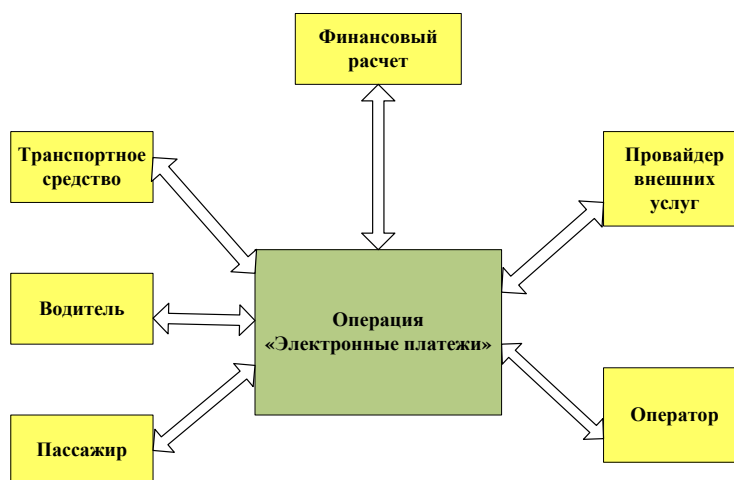 Финансовый
расчет
Транспортное
средство
Провайдер
внешних
услуг
Водитель
Операция
«Электронные платежи»
Пассажир
Оператор